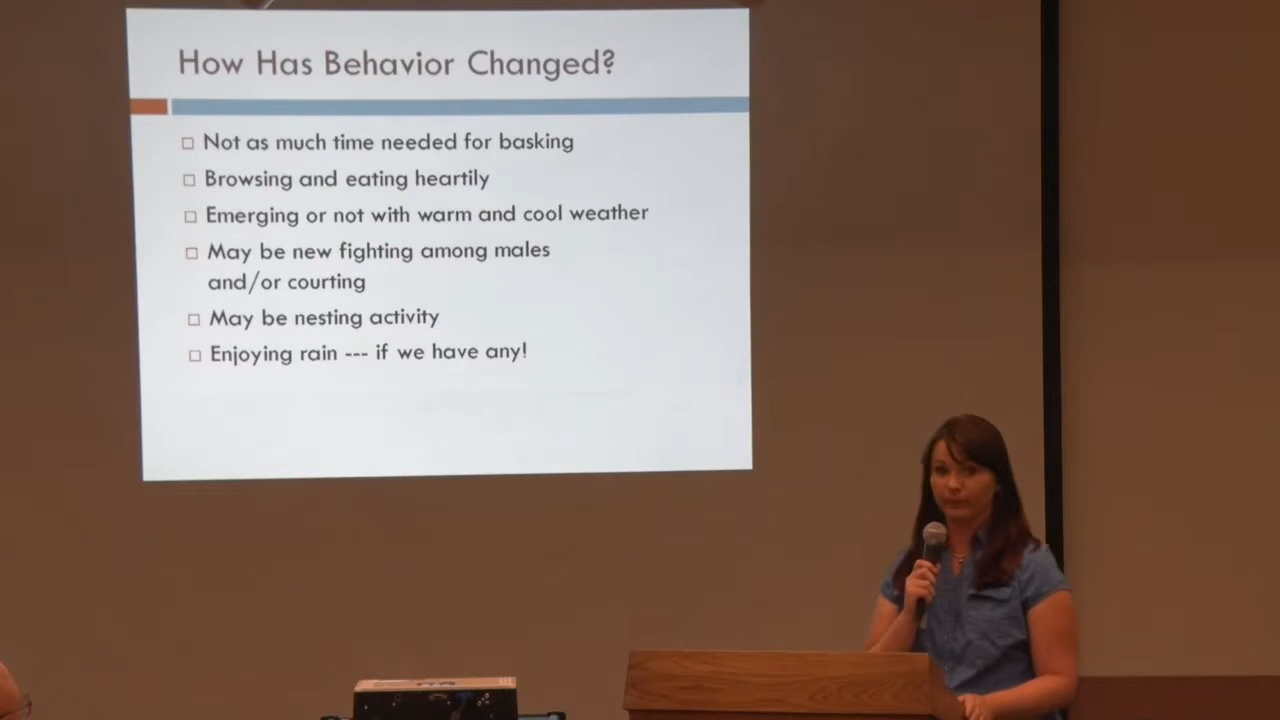 How Has Behavior Changed?
Not as much time needed for basking
Browsing and eating heartily
Emerging or not with warm and cool weather
May be new fighting among males
and/or courting
May be nesting activity
Enjoying rain --- if we have any!